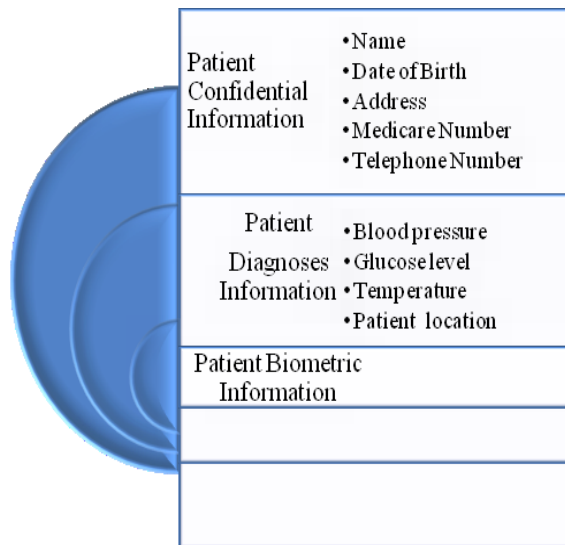 Patient
Confidential
Information
• Name
• Date of Birth
• Address
• Medicare Number
• Telephone Number
Patient
Diagnoses
Information
• Blood pressure
• Glucose level
• Temperature
• Patient location
Patient Biometric
Information